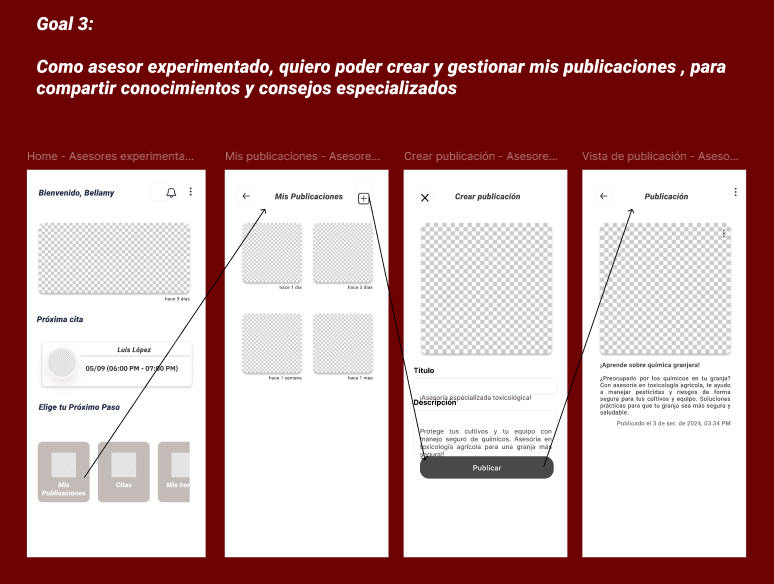 Goal 3:
Como asesor experimentado, quiero poder crear y gestionar mis publicaciones , para
compartir conocimientos y consejos especializados
Home - Asesores experimenta...
Bienvenido, Bellamy
hace 3 días
Próxima cita
Luis López
05/09 (06:00 PM - 07:00 PM)
Elige tu Próximo Paso
Mis
Publicaciones
Citas
Mis hor
Mis publicaciones - Asesore...
Mis Publicaciones
hace 1 día
hace 3 días
hace 1 semana
hace 1 mes
Crear publicación - Asesore...
Crear publicación
Título
¡Asesoría especializada toxicológica!
Descripción
Protege tus cultivos y tu equipo con
manejo seguro de químicos. Asesoría en
toxicología agrícola para una granja más
segura!!
Publicar
Vista de publicación - Aseso...
Publicación
¡Aprende sobre química granjera!
¿Preocupado por los químicos en tu granja?
Con asesoría en toxicología agrícola, te ayudo
a manejar pesticidas y riesgos de forma
segura para tus cultivos y equipo. Soluciones
prácticas para que tu granja sea más segura y
saludable.
Publicado el 3 de set. de 2024, 03:34 PM